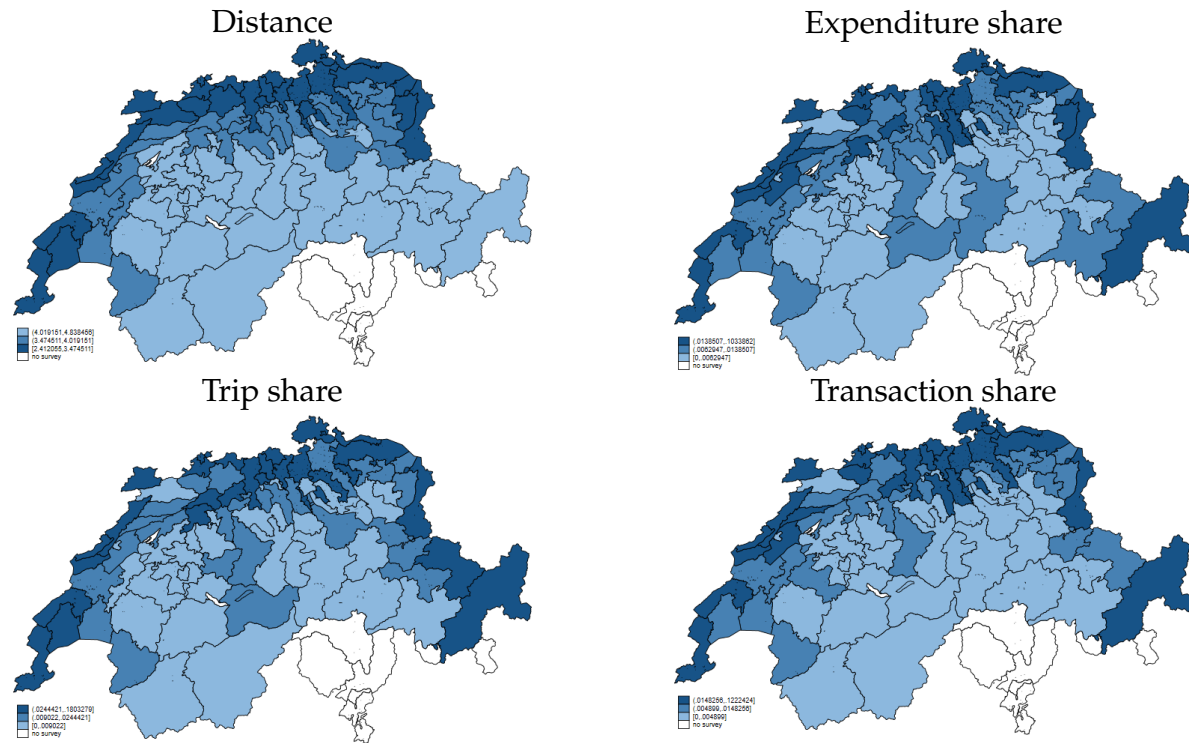 Distance
(4.019151,4.838456]
(3.474511,4.019151]
[2.412055,3.474511]
no survey
Expenditure share
(.0138507,.1033862]
(.0062947,.0138507]
[0,.0062947]
no survey
Trip share
(.0244421,.1803279]
(.009022,.0244421]
[0,.009022]
no survey
Transaction share
(.0148256,.1222424]
(.004899,.0148256]
[0,.004899]
no survey